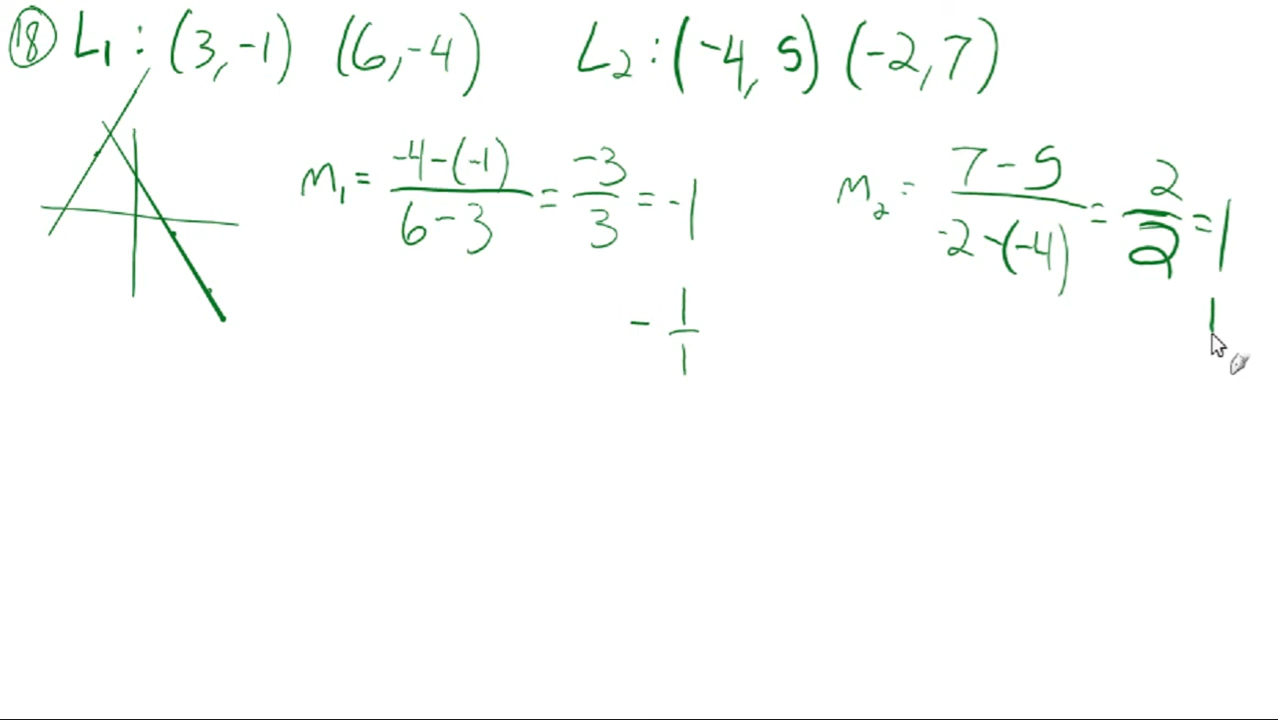 18 L1 : (3,-1) (6,-4) L2 : (-4, 5) (-2,7)
m1 = -4-(-1) / 6-3 = -3/3 = -1 m2 = 7-5 / -2-(-4) = 2/2 = 1
- 1/1 1